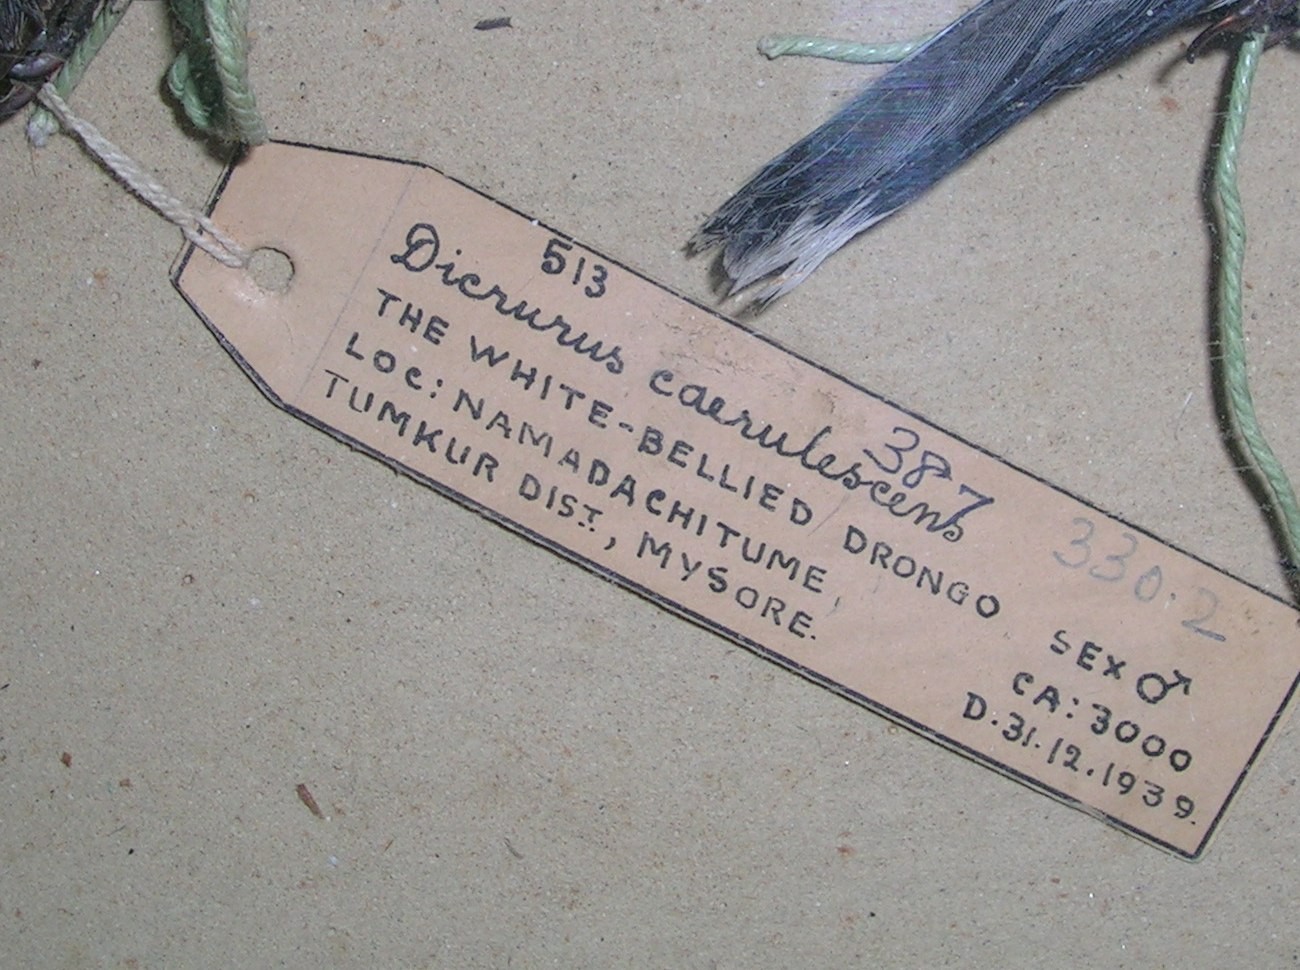 513
Dicrurus caerulescens 387
THE WHITE-BELLIED DRONGO 330.2
LOC: NAMADACHITUME, SEX ♂
TUMKUR DIST., MYSORE. CA: 3000
D. 31.12.1939.